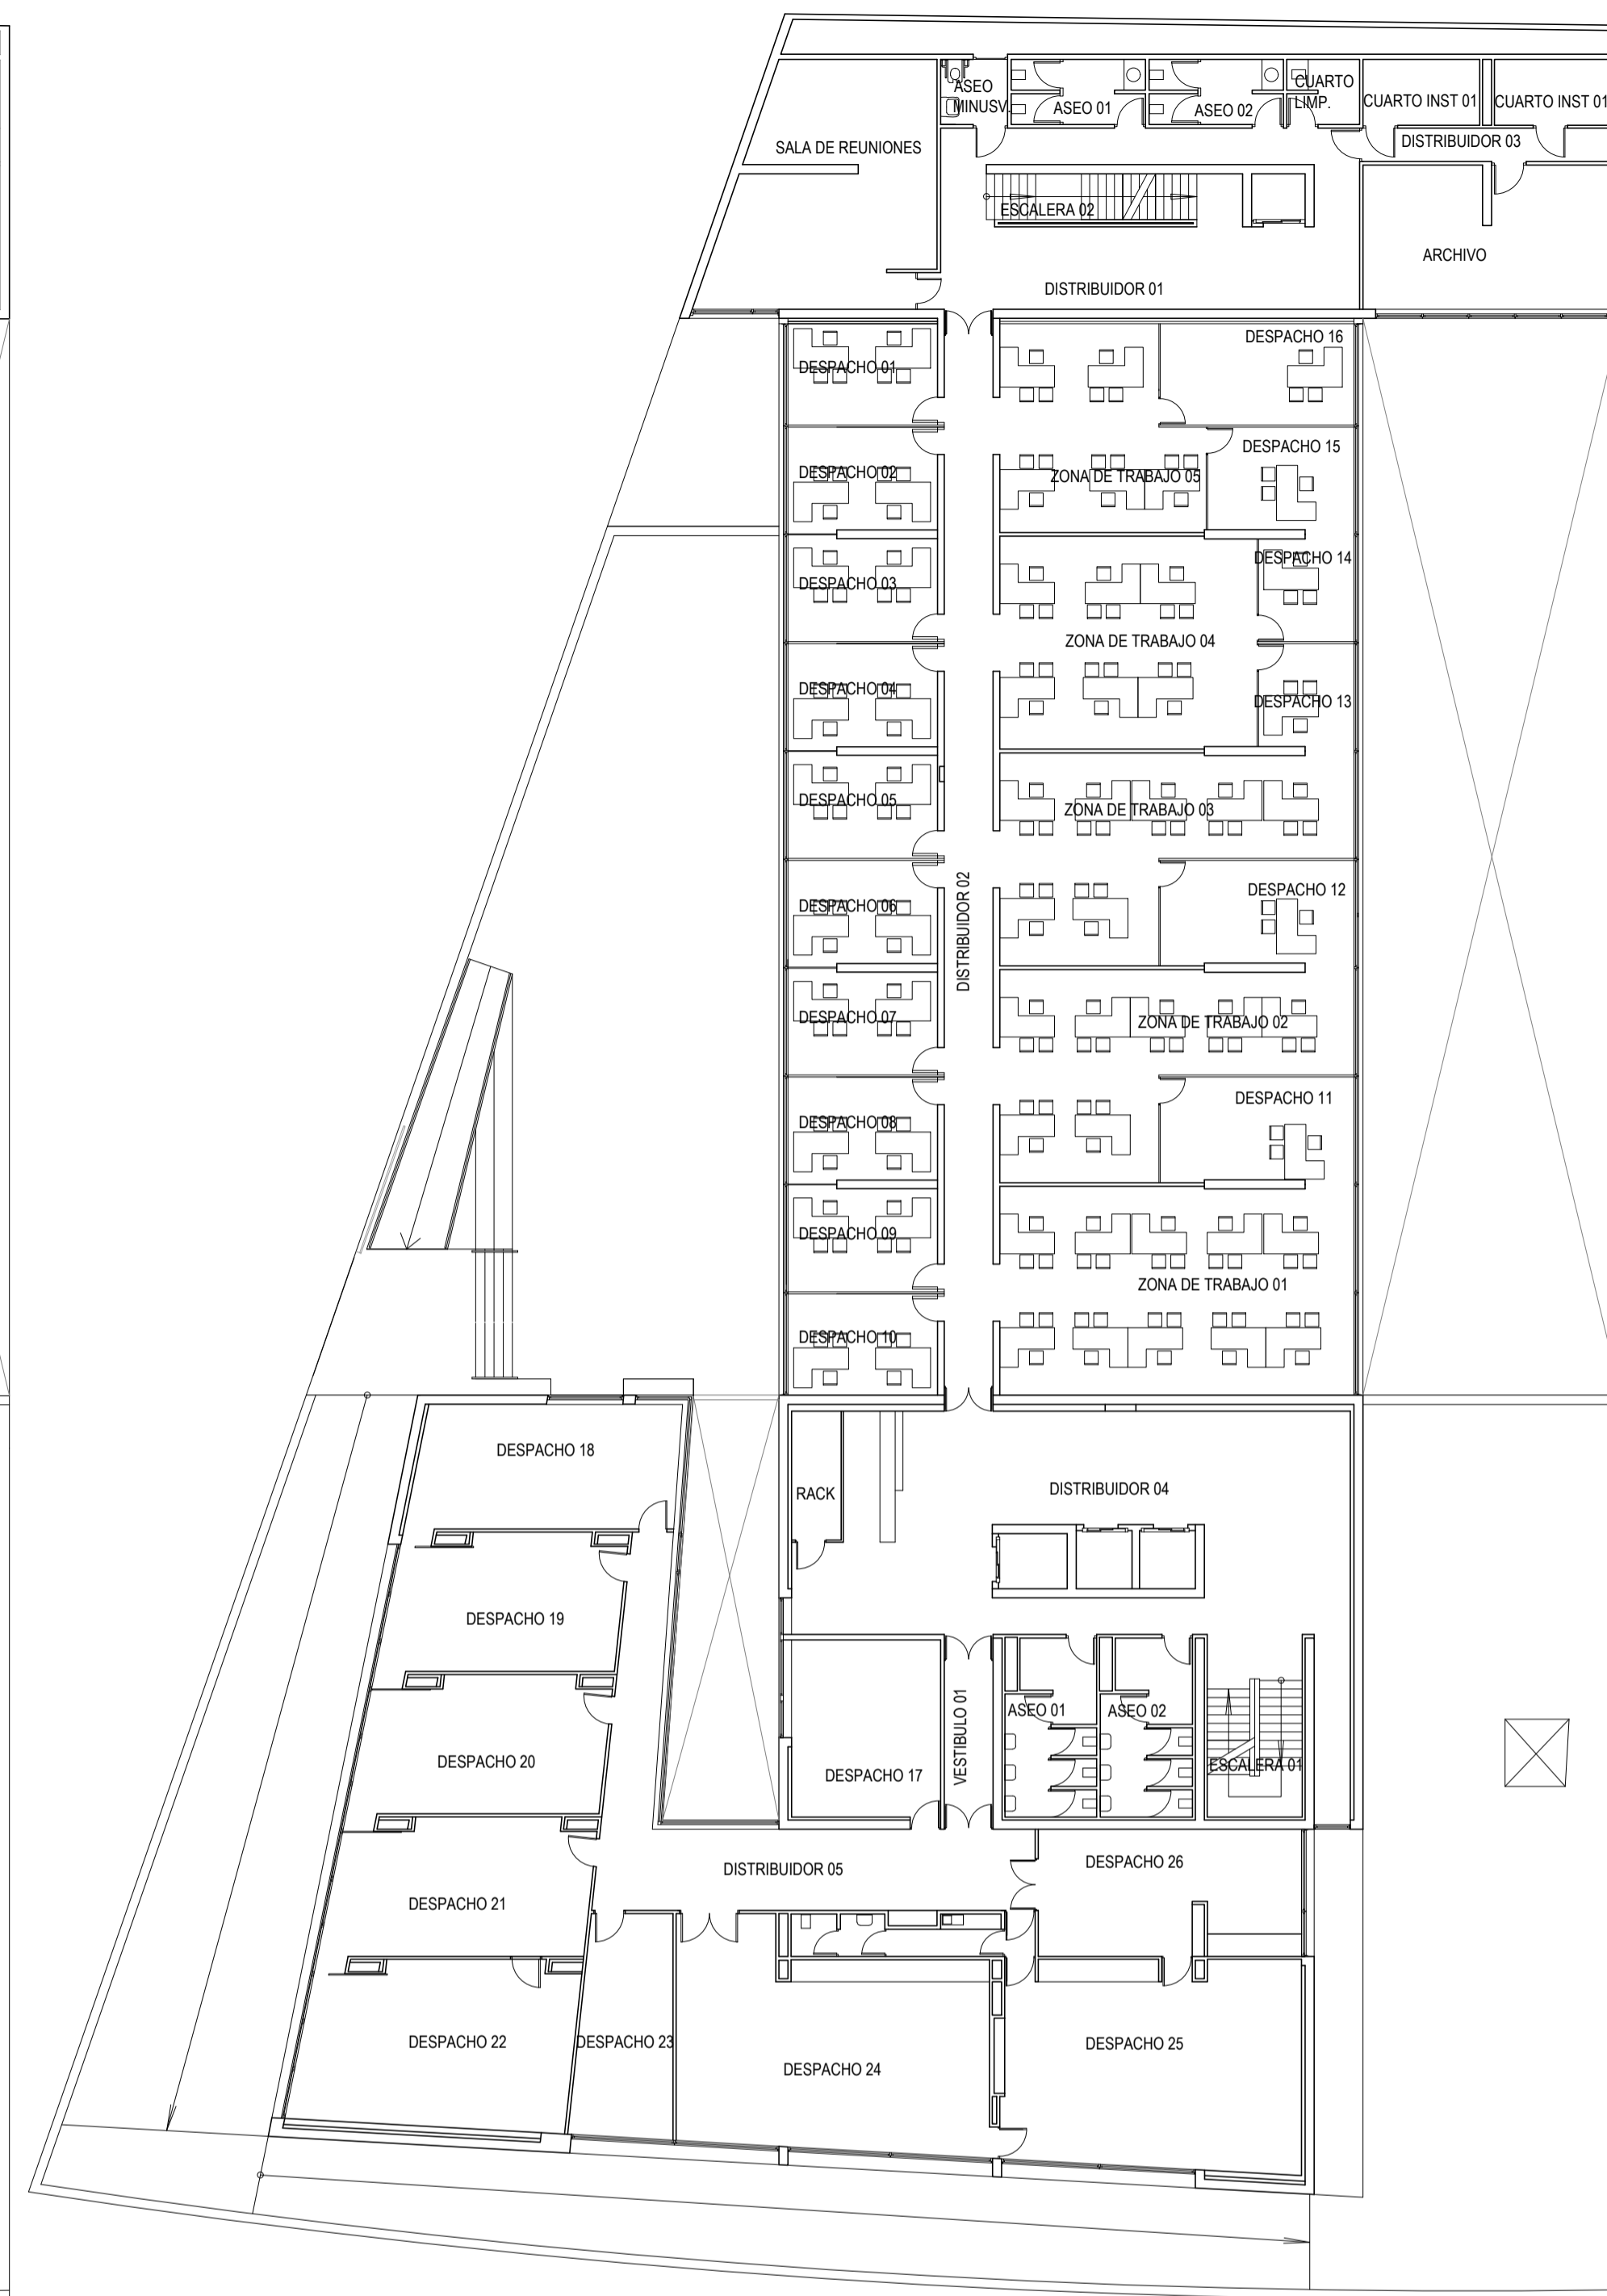 ASEO
MINUSV.
ASEO 01
ASEO 02
CUARTO
LIMP.
CUARTO INST 01
CUARTO INST 01
SALA DE REUNIONES
DISTRIBUIDOR 03
ESCALERA 02
ARCHIVO
DISTRIBUIDOR 01
DESPACHO 01
DESPACHO 16
DESPACHO 02
ZONA DE TRABAJO 05
DESPACHO 15
DESPACHO 03
DESPACHO 14
ZONA DE TRABAJO 04
DESPACHO 04
DESPACHO 13
DESPACHO 05
ZONA DE TRABAJO 03
DESPACHO 06
DISTRIBUIDOR 02
DESPACHO 12
DESPACHO 07
ZONA DE TRABAJO 02
DESPACHO 08
DESPACHO 11
DESPACHO 09
ZONA DE TRABAJO 01
DESPACHO 10
DESPACHO 18
RACK
DISTRIBUIDOR 04
DESPACHO 19
DESPACHO 20
DESPACHO 17
VESTIBULO 01
ASEO 01
ASEO 02
ESCALERA 01
DISTRIBUIDOR 05
DESPACHO 26
DESPACHO 21
DESPACHO 22
DESPACHO 23
DESPACHO 24
DESPACHO 25